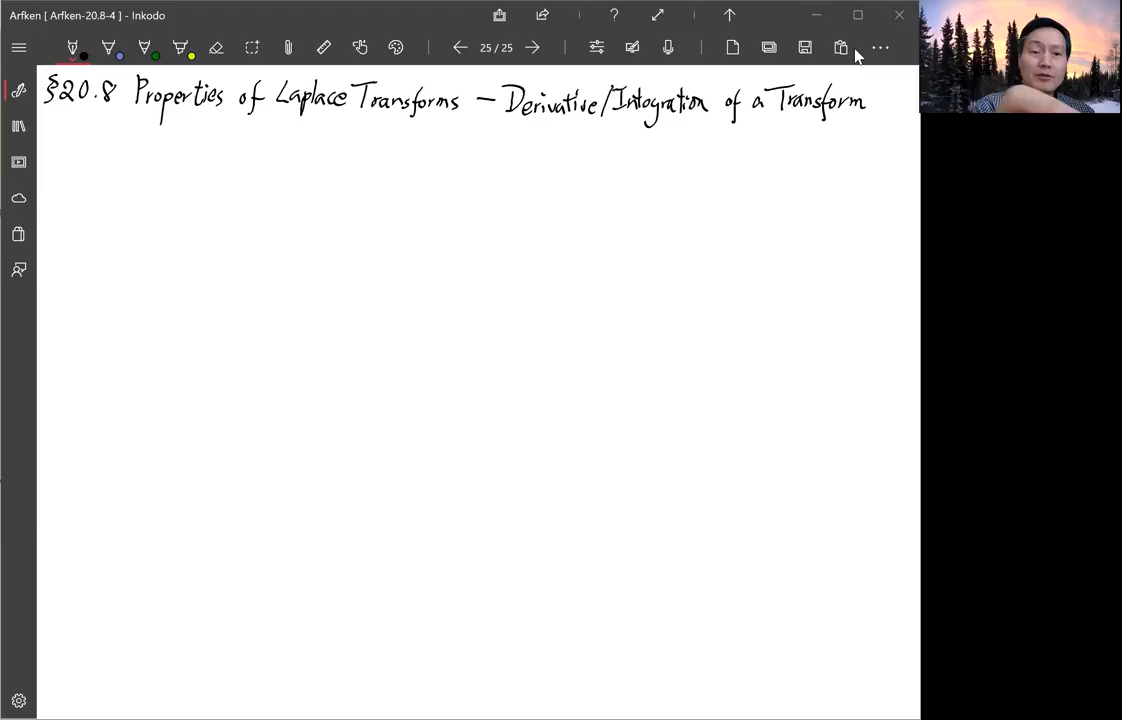 Arfken [ Arfken-20.8-4 ] - Inkodo
25 / 25
§20.8 Properties of Laplace Transforms — Derivative/Integration of a Transform